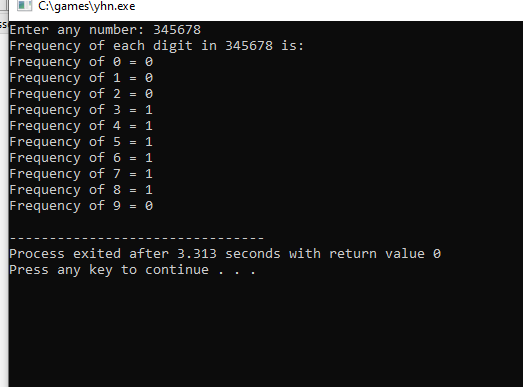 C:\games\yhn.exe
Enter any number: 345678
Frequency of each digit in 345678 is:
Frequency of 0 = 0
Frequency of 1 = 0
Frequency of 2 = 0
Frequency of 3 = 1
Frequency of 4 = 1
Frequency of 5 = 1
Frequency of 6 = 1
Frequency of 7 = 1
Frequency of 8 = 1
Frequency of 9 = 0
--------------------------------
Process exited after 3.313 seconds with return value 0
Press any key to continue . . .